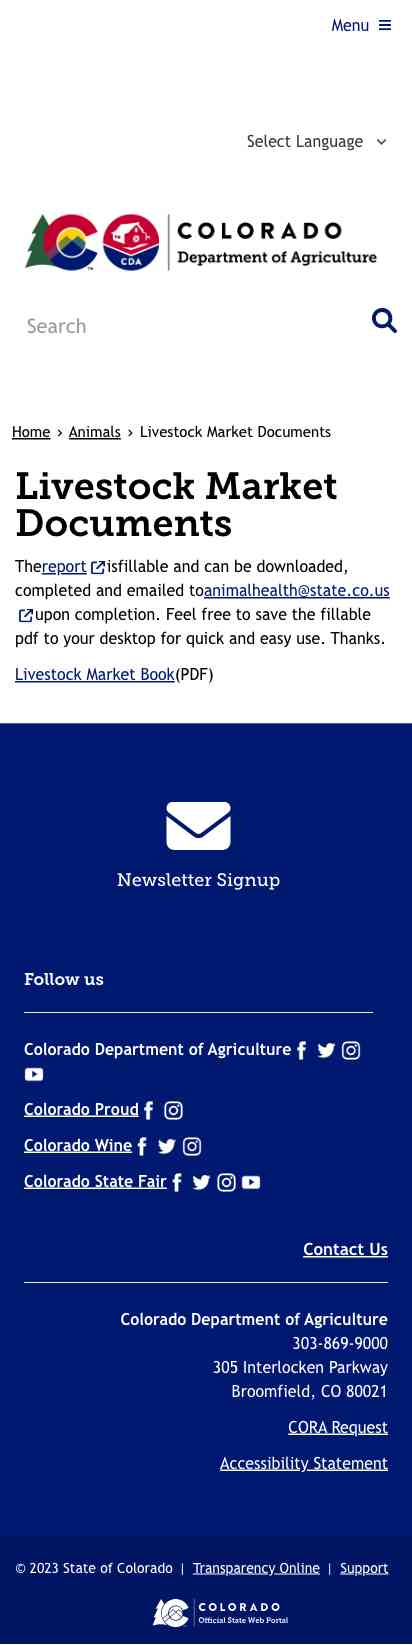 Menu
Select Language
CDA
COLORADO
Department of Agriculture
Search
Home › Animals › Livestock Market Documents
Livestock Market
Documents
Thereport isfillable and can be downloaded,
completed and emailed toanimalhealth@state.co.us
upon completion. Feel free to save the fillable
pdf to your desktop for quick and easy use. Thanks.
Livestock Market Book(PDF)
Newsletter Signup
Follow us
Colorado Department of Agriculture
Colorado Proud
Colorado Wine
Colorado State Fair
Contact Us
Colorado Department of Agriculture
303-869-9000
305 Interlocken Parkway
Broomfield, CO 80021
CORA Request
Accessibility Statement
© 2023 State of Colorado | Transparency Online | Support
COLORADO
Official State Web Portal